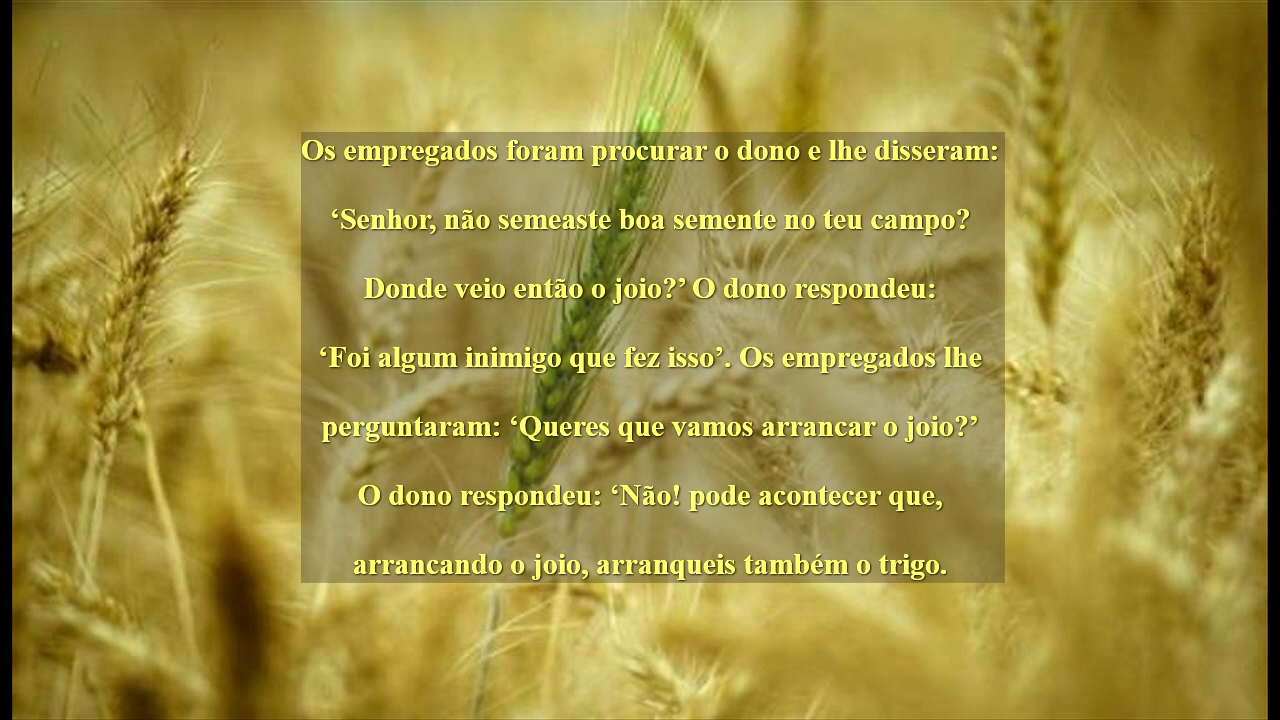 Os empregados foram procurar o dono e lhe disseram:
‘Senhor, não semeaste boa semente no teu campo?
Donde veio então o joio?’ O dono respondeu:
‘Foi algum inimigo que fez isso’. Os empregados lhe
perguntaram: ‘Queres que vamos arrancar o joio?’
O dono respondeu: ‘Não! pode acontecer que,
arrancando o joio, arranqueis também o trigo.